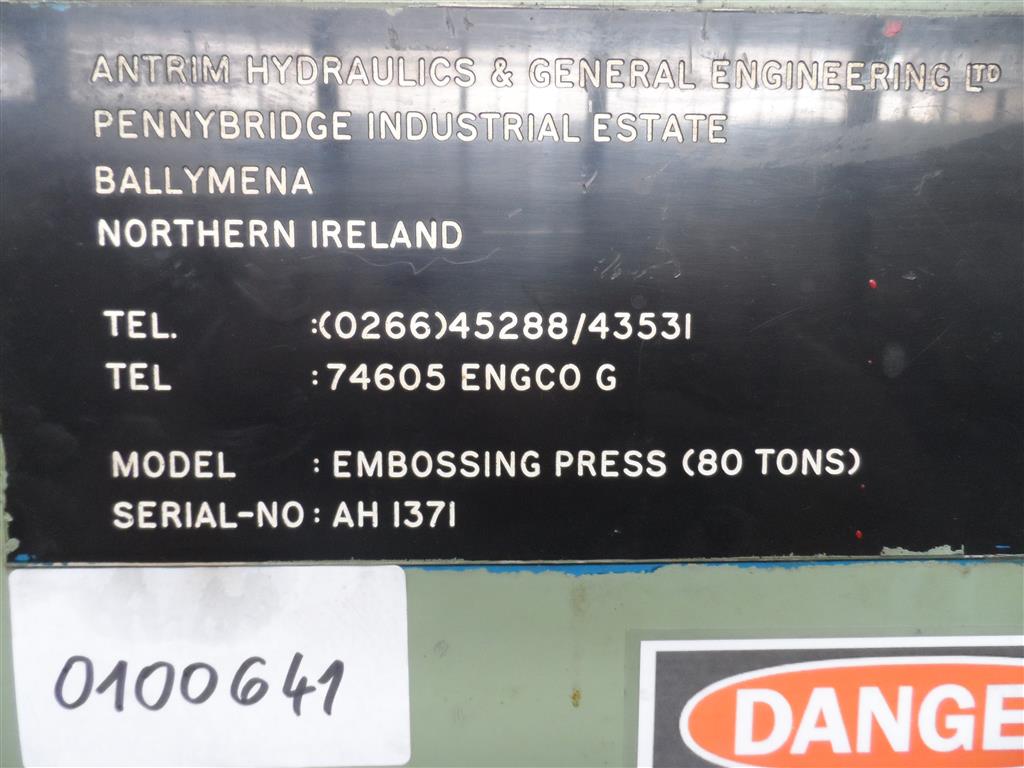 ANTRIM HYDRAULICS & GENERAL ENGINEERING LTD
PENNYBRIDGE INDUSTRIAL ESTATE
BALLYMENA
NORTHERN IRELAND
TEL. :(0266)45288/43531
TEL :74605 ENGCO G
MODEL : EMBOSSING PRESS (80 TONS)
SERIAL-NO : AH 1371
0100641
DANGE